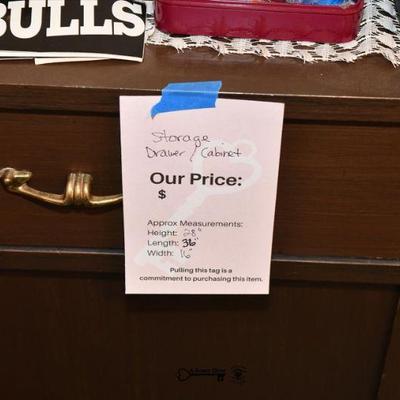 BULLS
Storage
Drawer / Cabinet
Our Price:
$
Approx Measurements:
Height: 28"
Length: 36"
Width: 16"
Pulling this tag is a
commitment to purchasing this item.